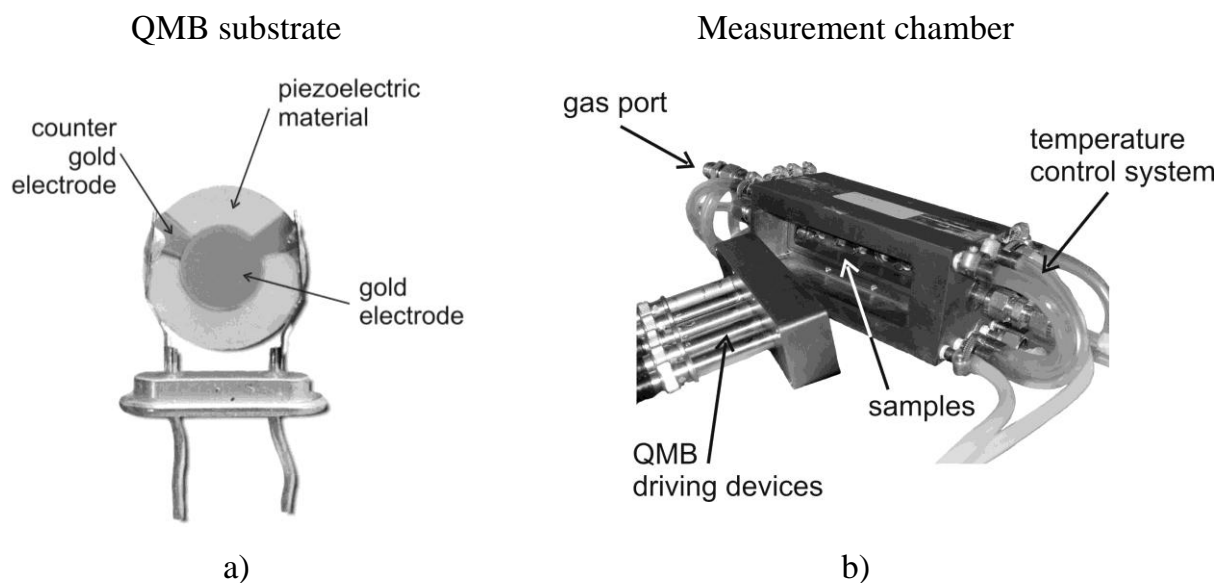 QMB substrate
Measurement chamber
piezoelectric
material
counter
gold
electrode
gold
electrode
gas port
temperature
control system
samples
QMB
driving devices
a)
b)